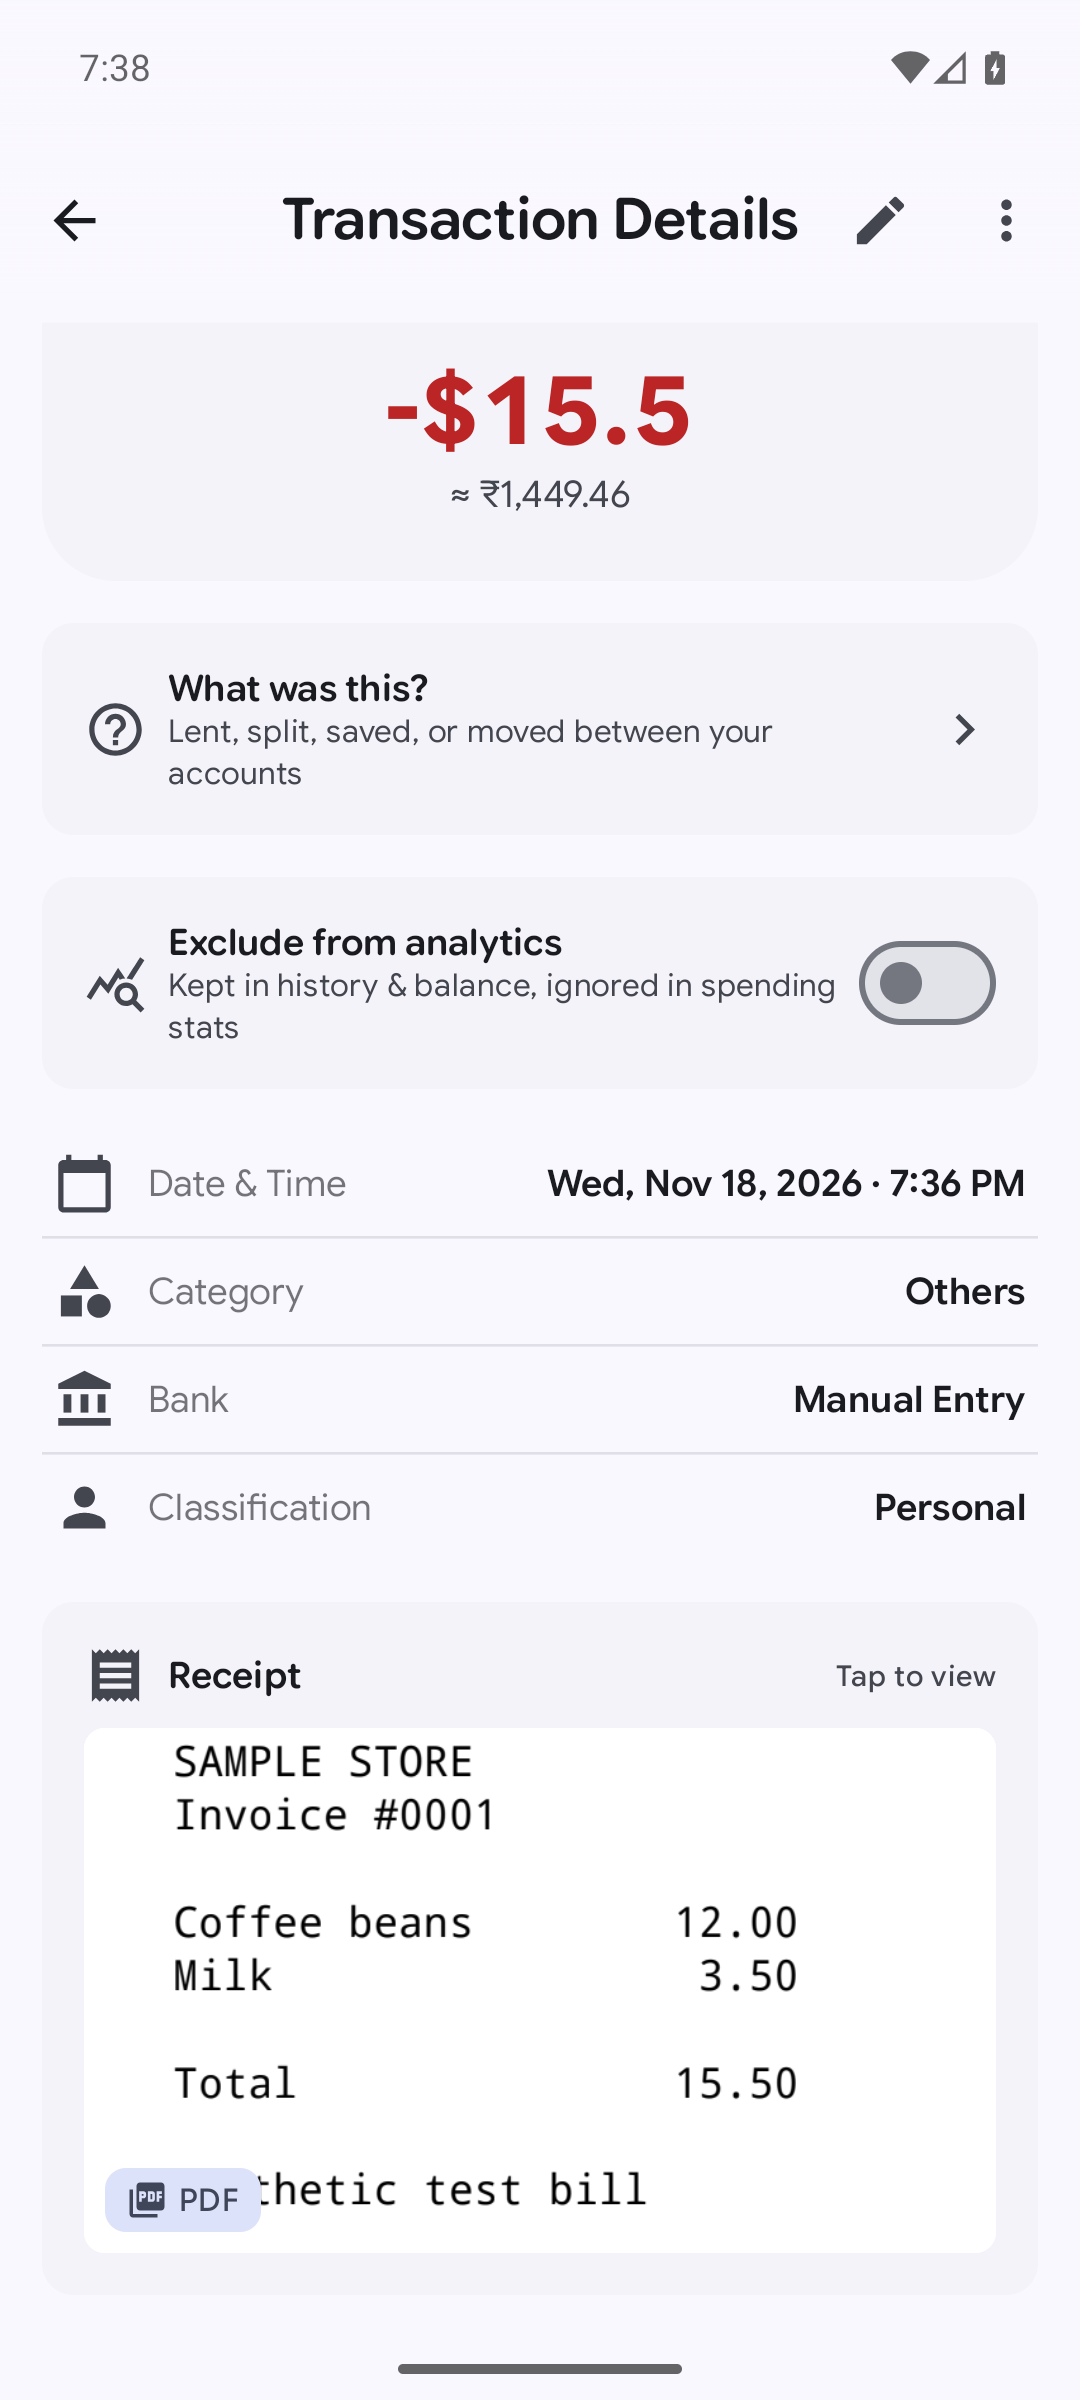 7:38
Transaction Details
-$15.5
≈ ₹1,449.46
What was this?
Lent, split, saved, or moved between your
accounts
Exclude from analytics
Kept in history & balance, ignored in spending
stats
Date & Time Wed, Nov 18, 2026 · 7:36 PM
Category Others
Bank Manual Entry
Classification Personal
Receipt Tap to view
SAMPLE STORE
Invoice #0001
Coffee beans 12.00
Milk 3.50
Total 15.50
PDF PDF thetic test bill